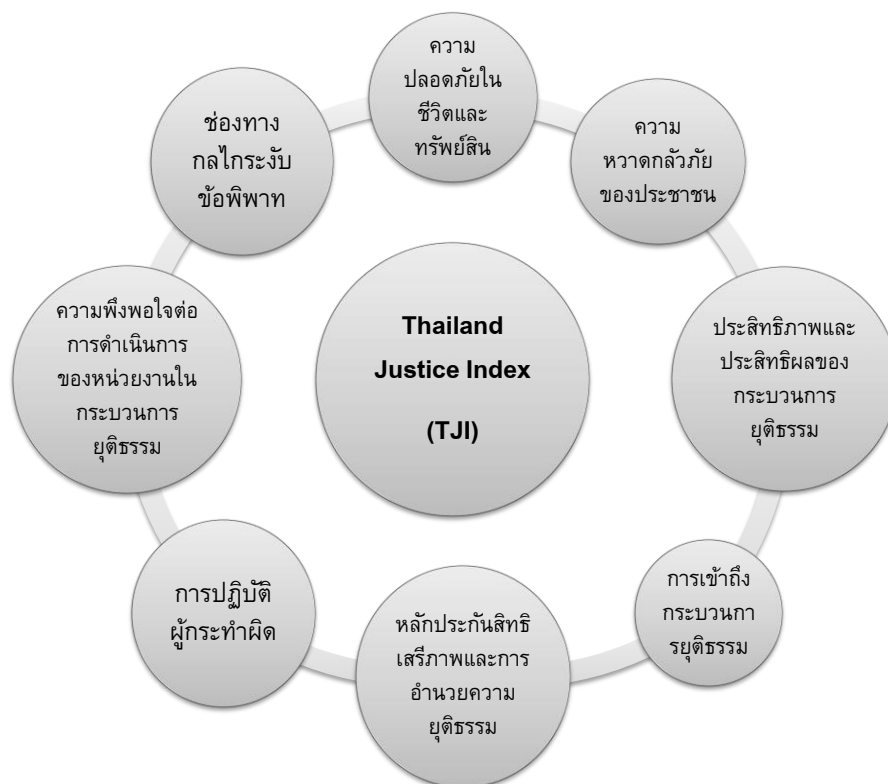 ความ
ปลอดภัยใน
ชีวิตและ
ทรัพย์สิน
ความ
หวาดกลัวภัย
ของประชาชน
ประสิทธิภาพและ
ประสิทธิผลของ
กระบวนการ
ยุติธรรม
การเข้าถึง
กระบวนกา
รยุติธรรม
หลักประกันสิทธิ
เสรีภาพและการ
อำนวยความ
ยุติธรรม
การปฏิบัติ
ผู้กระทำผิด
ความพึงพอใจต่อ
การดำเนินการ
ของหน่วยงานใน
กระบวนการ
ยุติธรรม
ช่องทาง
กลไกระงับ
ข้อพิพาท
Thailand
Justice Index
(TJI)